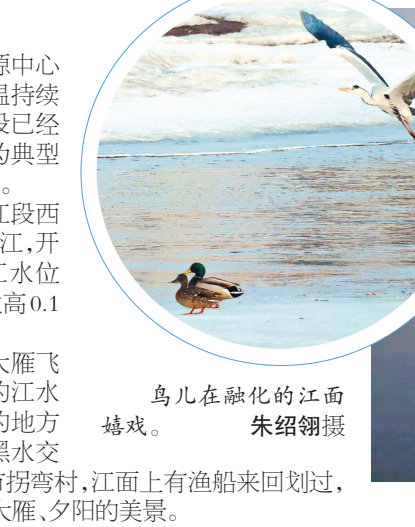 源中心
温持续
段已经
的典型
。
江段西
江,开
江水位
高0.1
大雁飞
的江水
的地方
黑水交
市拐弯村,江面上有渔船来回划过,
大雁、夕阳的美景。
鸟儿在融化的江面
嬉戏。 朱绍翎摄